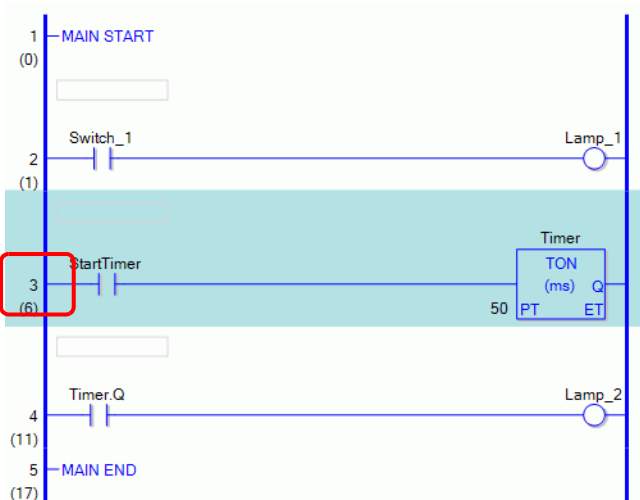 1 MAIN START
(0)
Switch_1 Lamp_1
2
(1)
Timer
StartTimer TON
3 (ms) Q
(6) 50 PT ET
Timer.Q Lamp_2
4
(11)
5 MAIN END
(17)